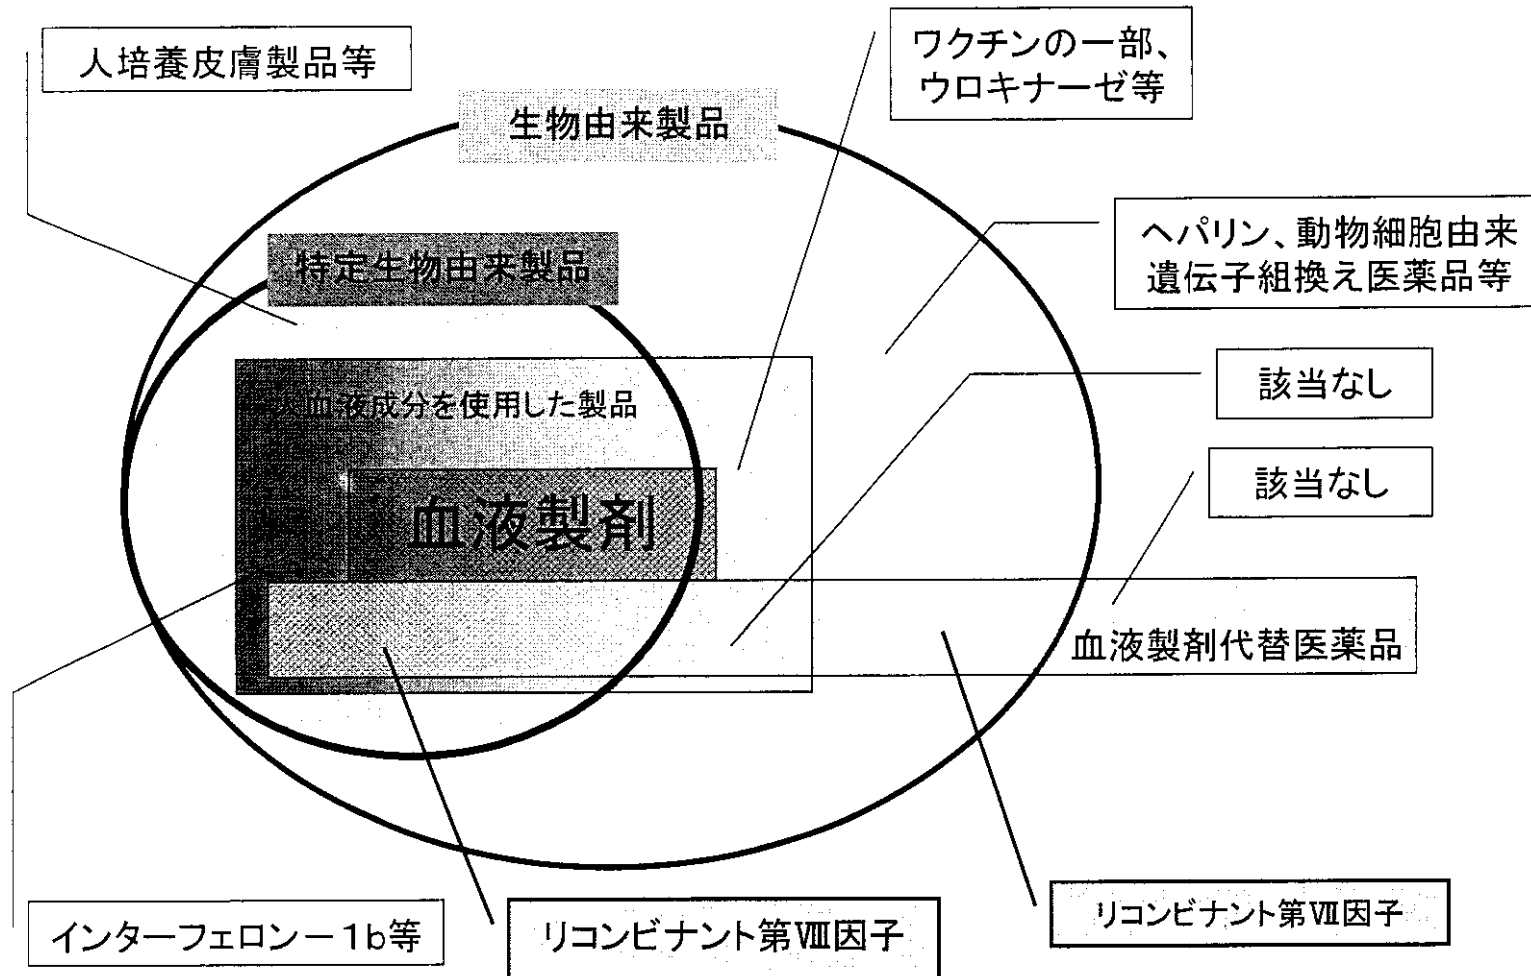 人培養皮膚製品等
ワクチンの一部、
ウロキナーゼ等
生物由来製品
ヘパリン、動物細胞由来
遺伝子組換え医薬品等
特定生物由来製品
該当なし
人血液成分を使用した製品
該当なし
血液製剤
血液製剤代替医薬品
インターフェロン－1b等
リコンビナント第Ⅷ因子
リコンビナント第Ⅷ因子